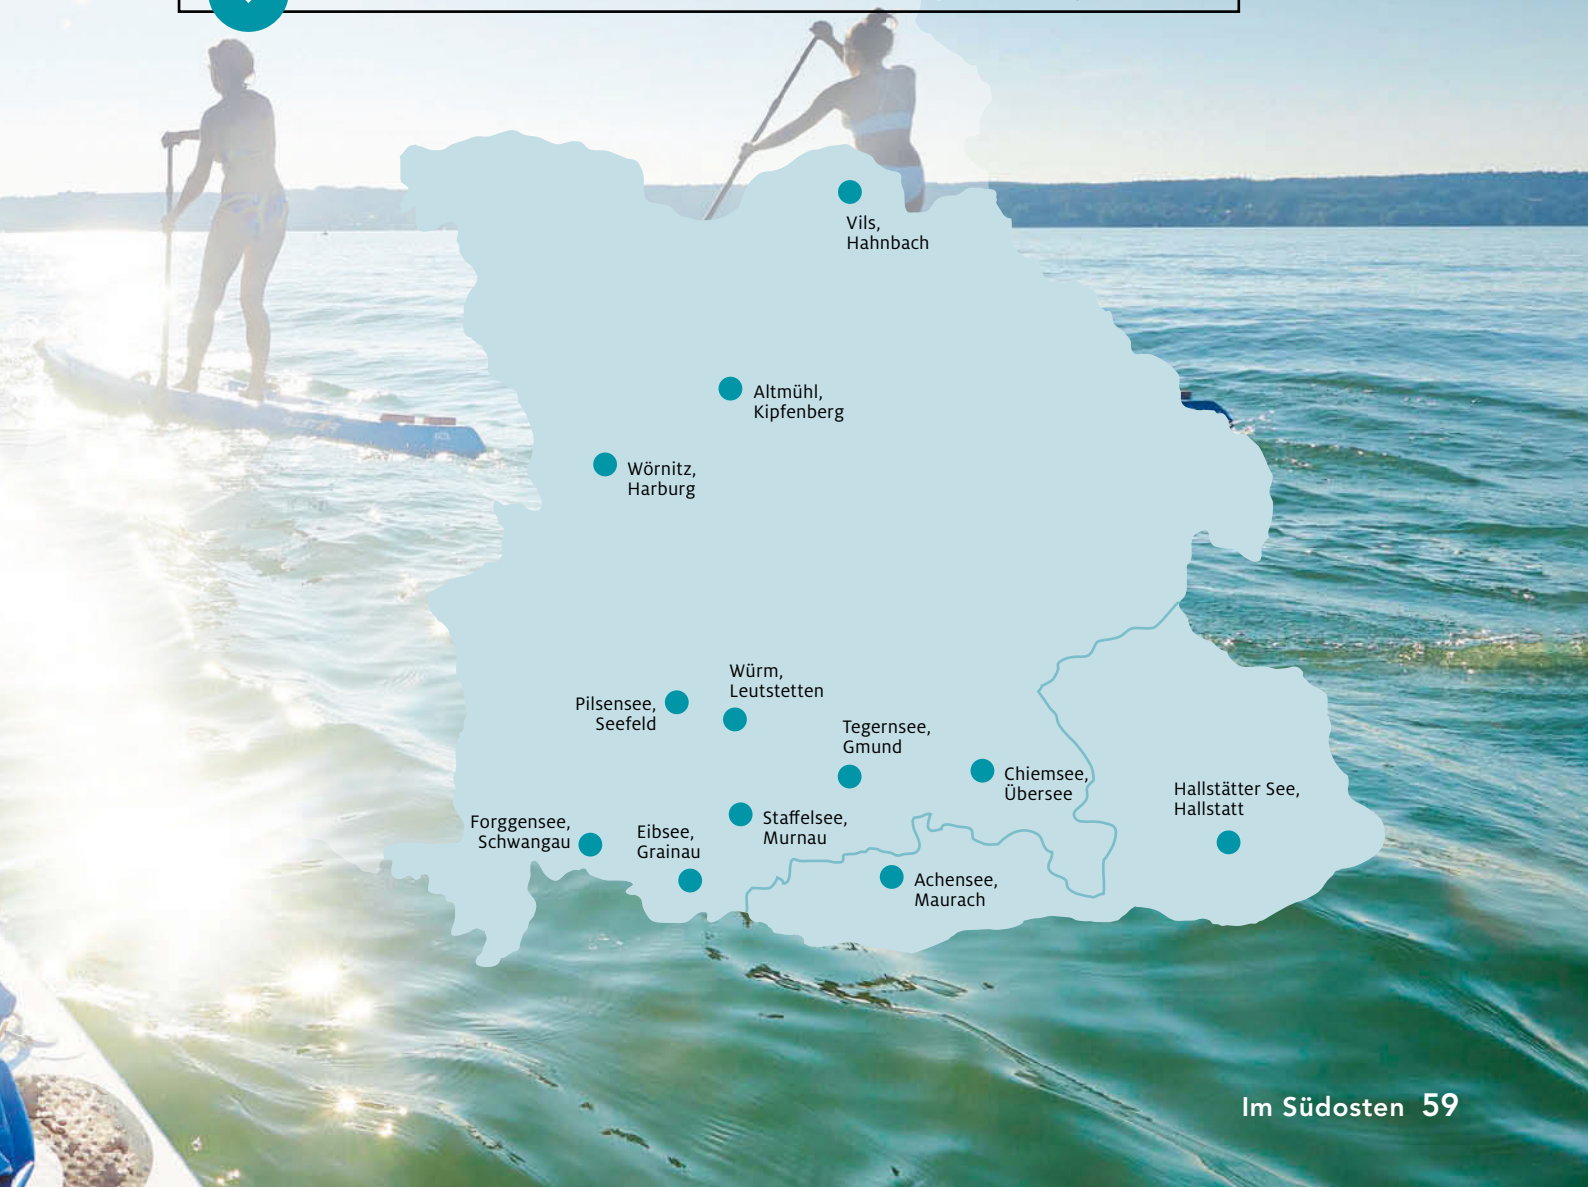 Vils,
Hahnbach
Altmühl,
Kipfenberg
Wörnitz,
Harburg
Würm,
Leutstetten
Pilsensee,
Seefeld
Tegernsee,
Gmund
Chiemsee,
Übersee
Hallstätter See,
Hallstatt
Staffelsee,
Murnau
Forggensee,
Schwangau
Eibsee,
Grainau
Achensee,
Maurach
Im Südosten 59